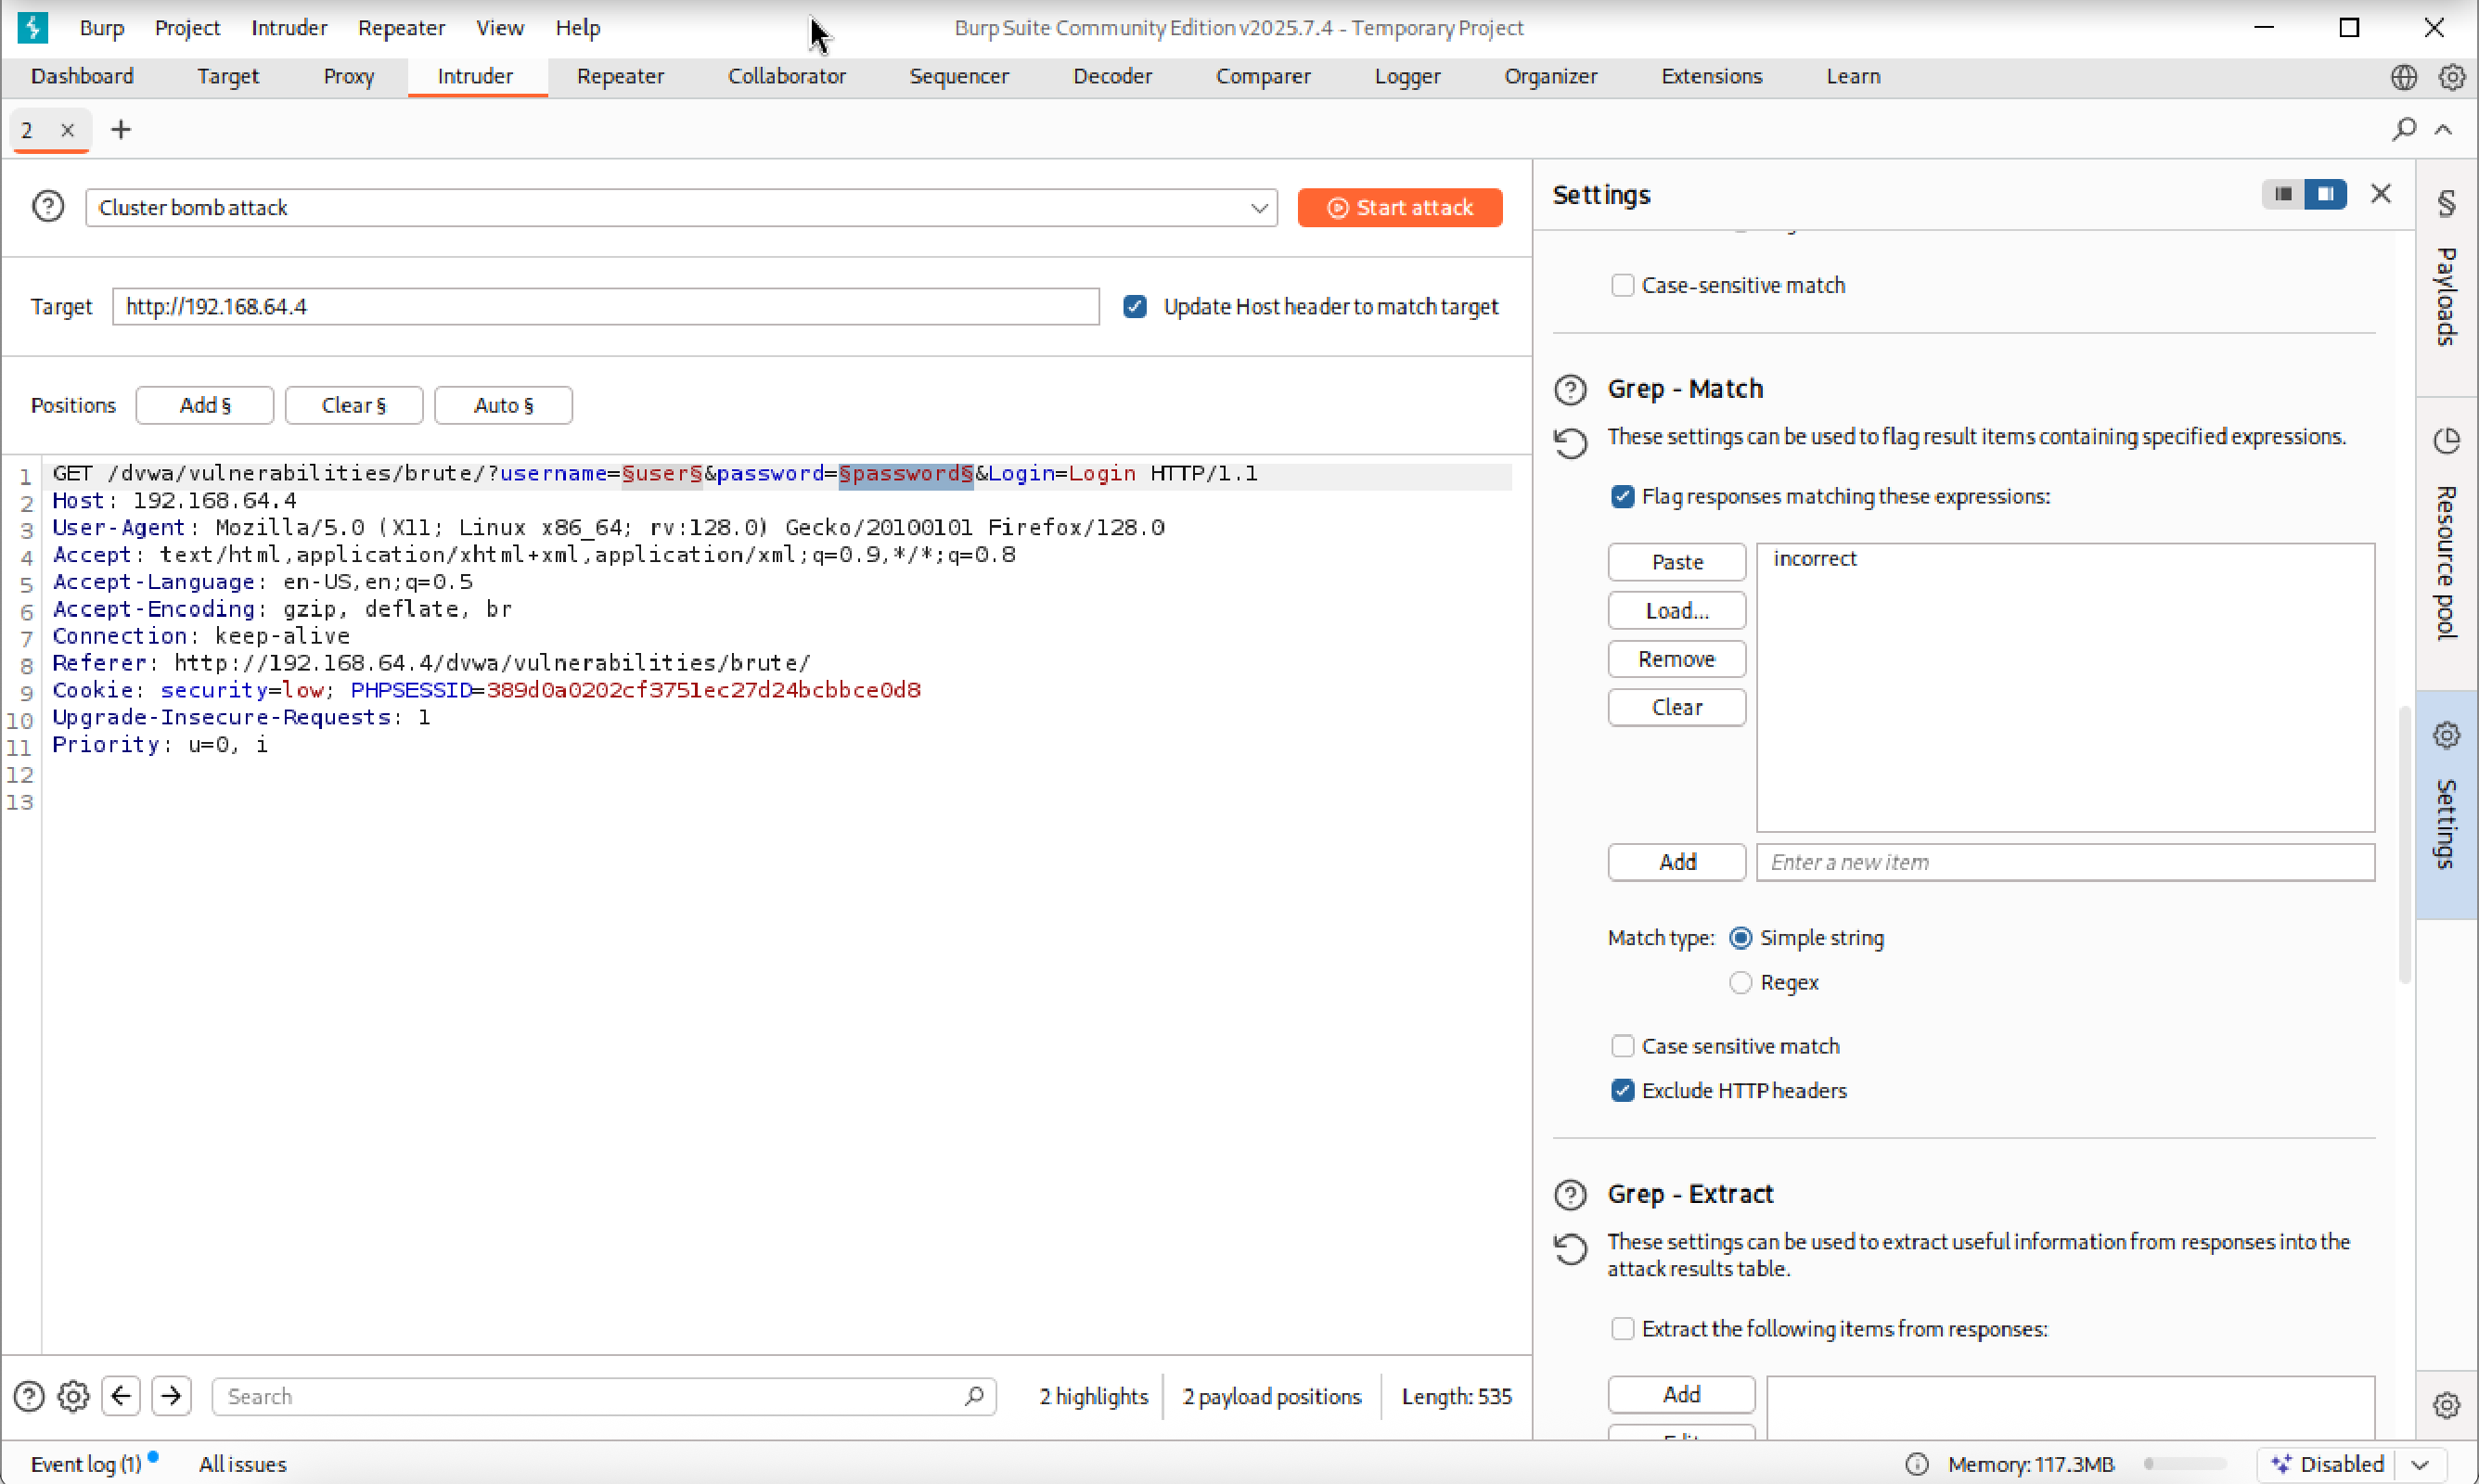 Burp Project Intruder Repeater View Help Burp Suite Community Edition v2025.7.4 - Temporary Project
Dashboard Target Proxy Intruder Repeater Collaborator Sequencer Decoder Comparer Logger Organizer Extensions Learn
2
Cluster bomb attack
Start attack
Target http://192.168.64.4 Update Host header to match target
Positions Add § Clear § Auto §
1 GET /dvwa/vulnerabilities/brute/?username=§user§&password=§password§&Login=Login HTTP/1.1
2 Host: 192.168.64.4
3 User-Agent: Mozilla/5.0 (X11; Linux x86_64; rv:128.0) Gecko/20100101 Firefox/128.0
4 Accept: text/html,application/xhtml+xml,application/xml;q=0.9,*/*;q=0.8
5 Accept-Language: en-US,en;q=0.5
6 Accept-Encoding: gzip, deflate, br
7 Connection: keep-alive
8 Referer: http://192.168.64.4/dvwa/vulnerabilities/brute/
9 Cookie: security=low; PHPSESSID=389d0a0202cf3751ec27d24bcbbce0d8
10 Upgrade-Insecure-Requests: 1
11 Priority: u=0, i
12
13
Search
2 highlights 2 payload positions Length: 535
Settings
Case-sensitive match
Grep - Match
These settings can be used to flag result items containing specified expressions.
Flag responses matching these expressions:
Paste
incorrect
Load...
Remove
Clear
Add Enter a new item
Match type: Simple string
Regex
Case sensitive match
Exclude HTTP headers
Grep - Extract
These settings can be used to extract useful information from responses into the
attack results table.
Extract the following items from responses:
Add
§ Payloads
Resource pool
Settings
Event log (1) All issues
Memory: 117.3MB Disabled